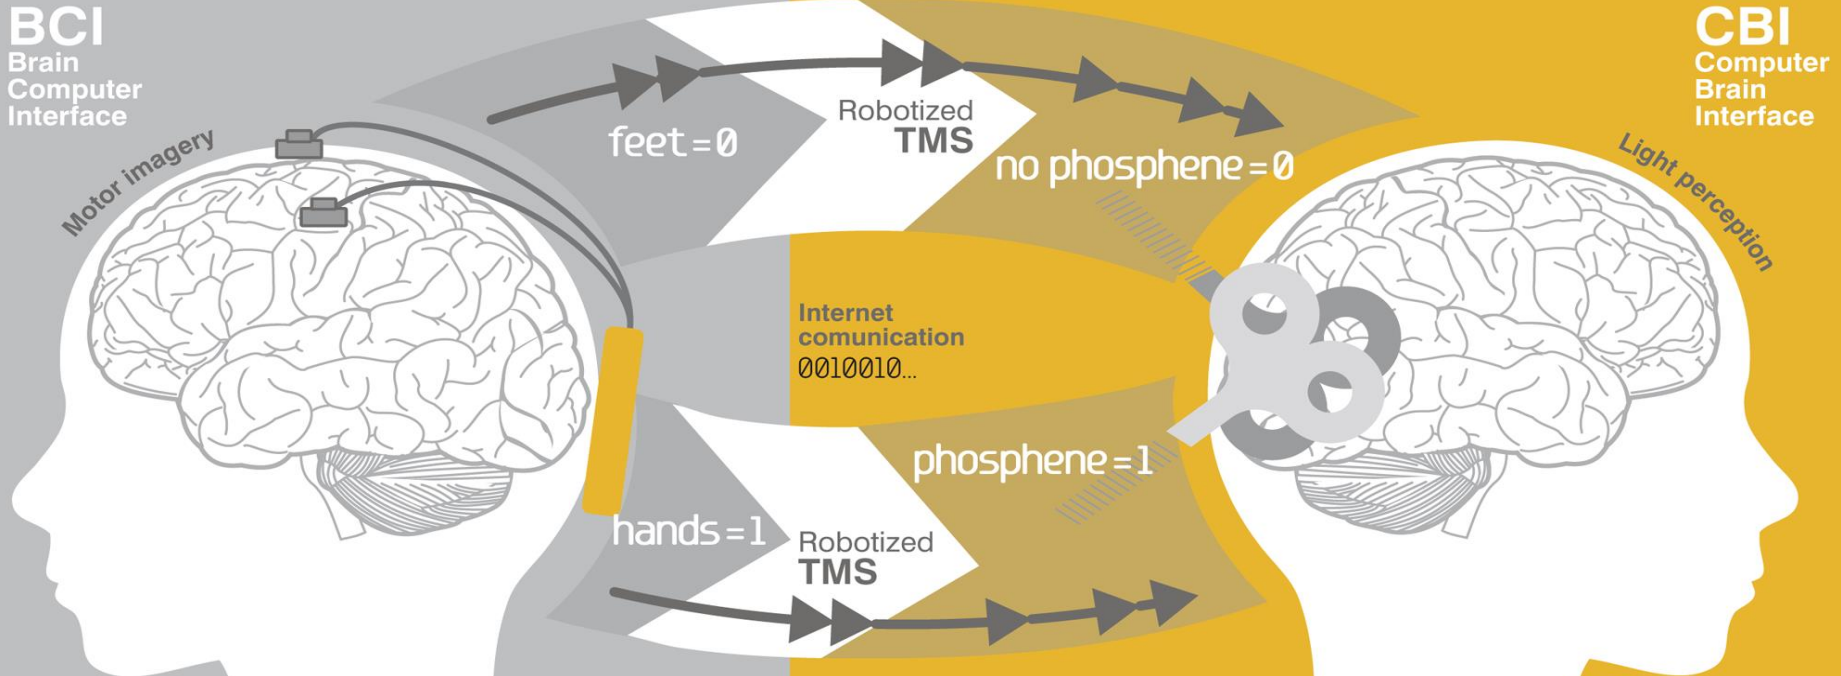 BCI
Brain
Computer
Interface
Motor imagery
feet=0
Robotized
TMS
no phosphene=0
CBI
Computer
Brain
Interface
Light perception
Internet
comunication
0010010...
hands=1
Robotized
TMS
phosphene=1